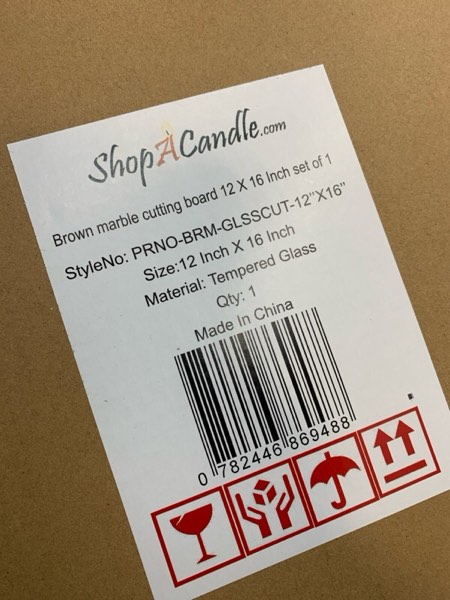 ShopACandle.com
Brown marble cutting board 12 X 16 Inch set of 1
StyleNo: PRNO-BRM-GLSSCUT-12"X16"
Size:12 Inch X 16 Inch
Material: Tempered Glass
Qty: 1
Made In China
0 782446 869488